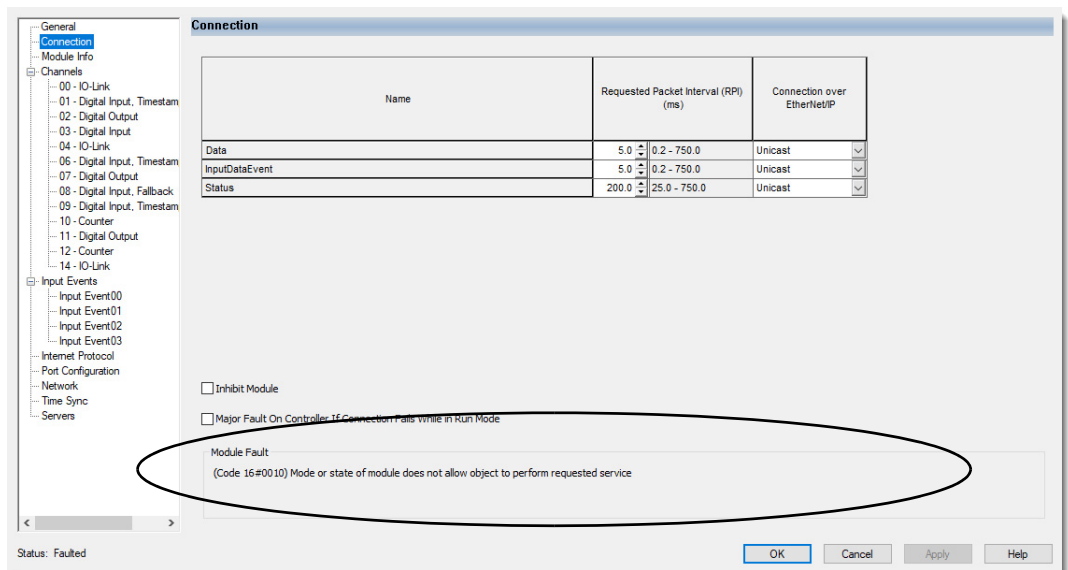 General
Connection
Module Info
Channels
00 - IO-Link
01 - Digital Input, Timestam
02 - Digital Output
03 - Digital Input
04 - IO-Link
06 - Digital Input, Timestam
07 - Digital Output
08 - Digital Input, Fallback
09 - Digital Input, Timestam
10 - Counter
11 - Digital Output
12 - Counter
14 - IO-Link
Input Events
Input Event00
Input Event01
Input Event02
Input Event03
Internet Protocol
Port Configuration
Network
Time Sync
Servers
Connection
Name
Requested Packet Interval (RPI)
(ms)
Connection over
EtherNet/IP
Data 5.0 0.2 - 750.0 Unicast
InputDataEvent 5.0 0.2 - 750.0 Unicast
Status 200.0 25.0 - 750.0 Unicast
Inhibit Module
Major Fault On Controller If Connection Fails While in Run Mode
Module Fault
(Code 16#0010) Mode or state of module does not allow object to perform requested service
Status: Faulted
OK Cancel Apply Help